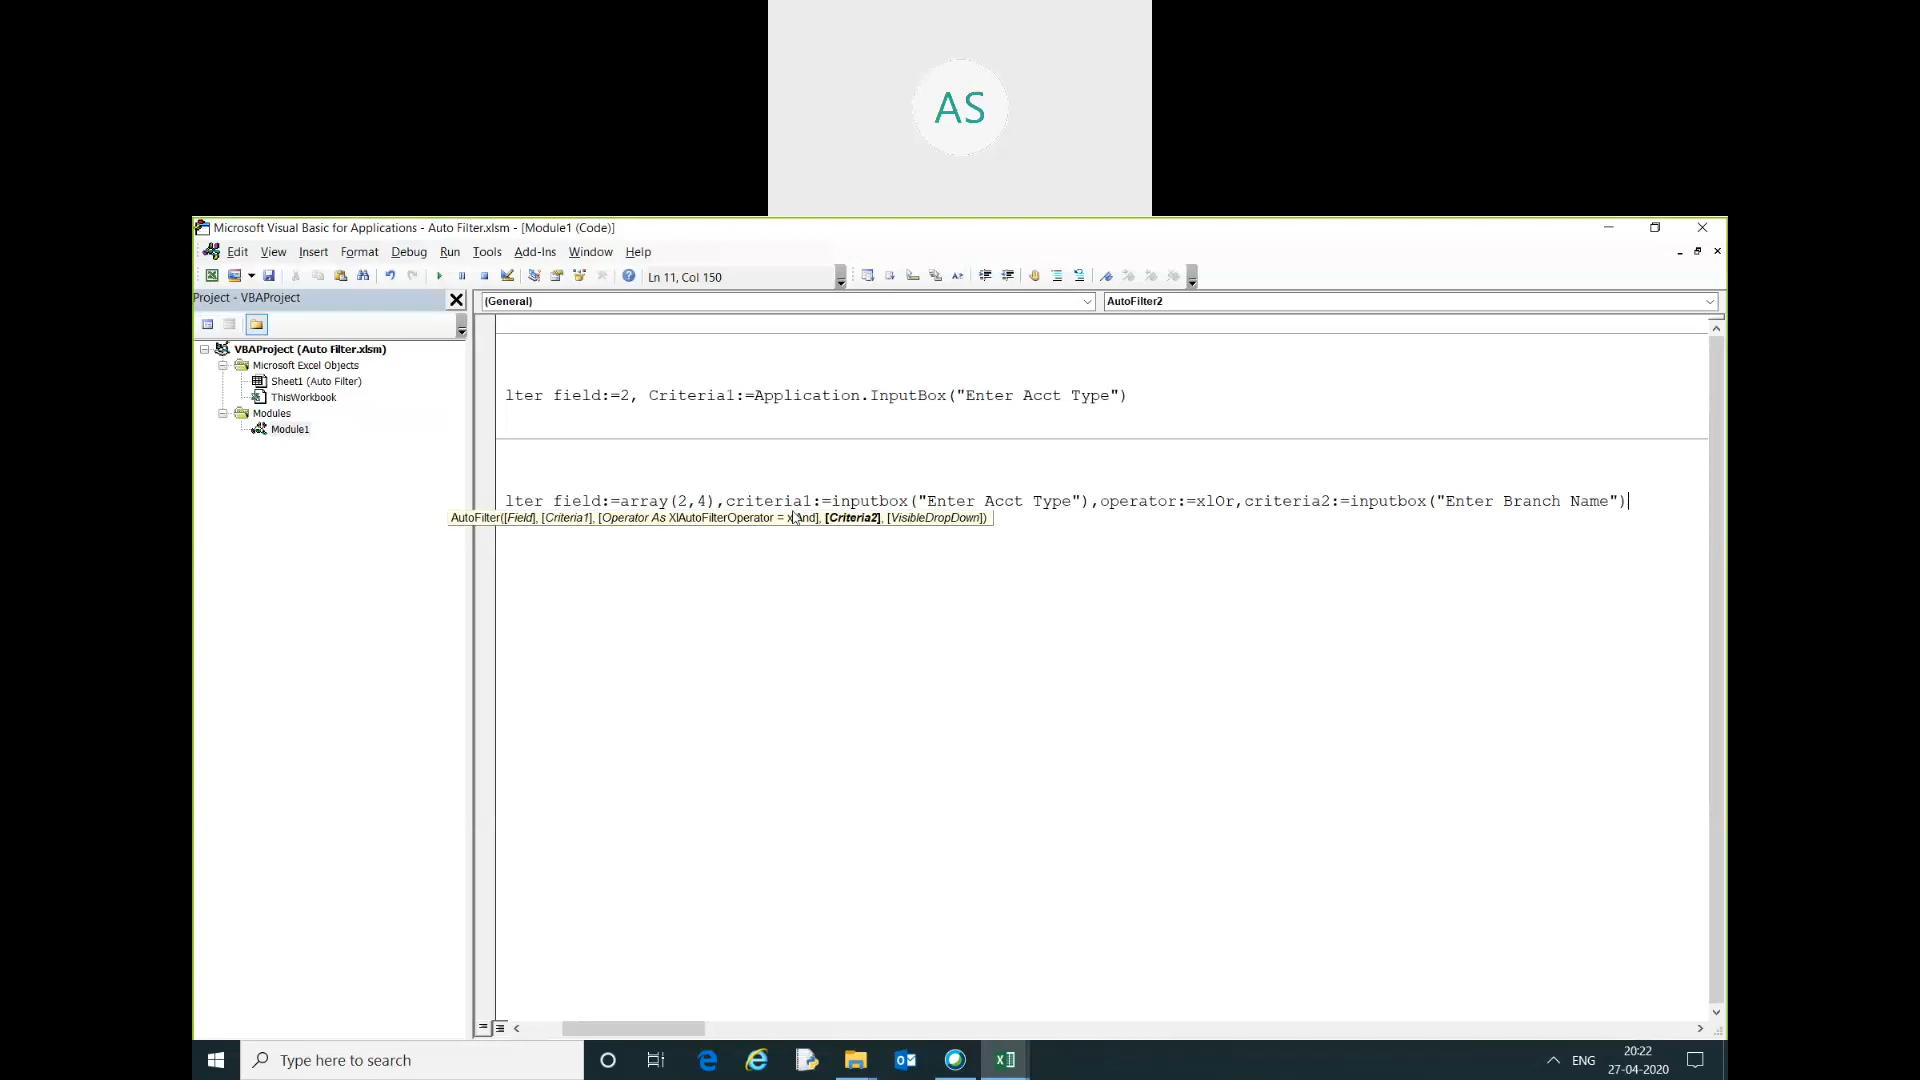 AS
Microsoft Visual Basic for Applications - Auto Filter.xlsm - [Module1 (Code)]
Edit View Insert Format Debug Run Tools Add-Ins Window Help
Ln 11, Col 150
Project - VBAProject
(General) AutoFilter2
VBAProject (Auto Filter.xlsm)
Microsoft Excel Objects
Sheet1 (Auto Filter)
ThisWorkbook
Modules
Module1
lter field:=2, Criteria1:=Application.InputBox("Enter Acct Type")
lter field:=array(2,4),criteria1:=inputbox("Enter Acct Type"),operator:=xlOr,criteria2:=inputbox("Enter Branch Name")
AutoFilter([Field], [Criteria1], [Operator As XlAutoFilterOperator = xlAnd], [Criteria2], [VisibleDropDown])
Type here to search
ENG
20:22
27-04-2020